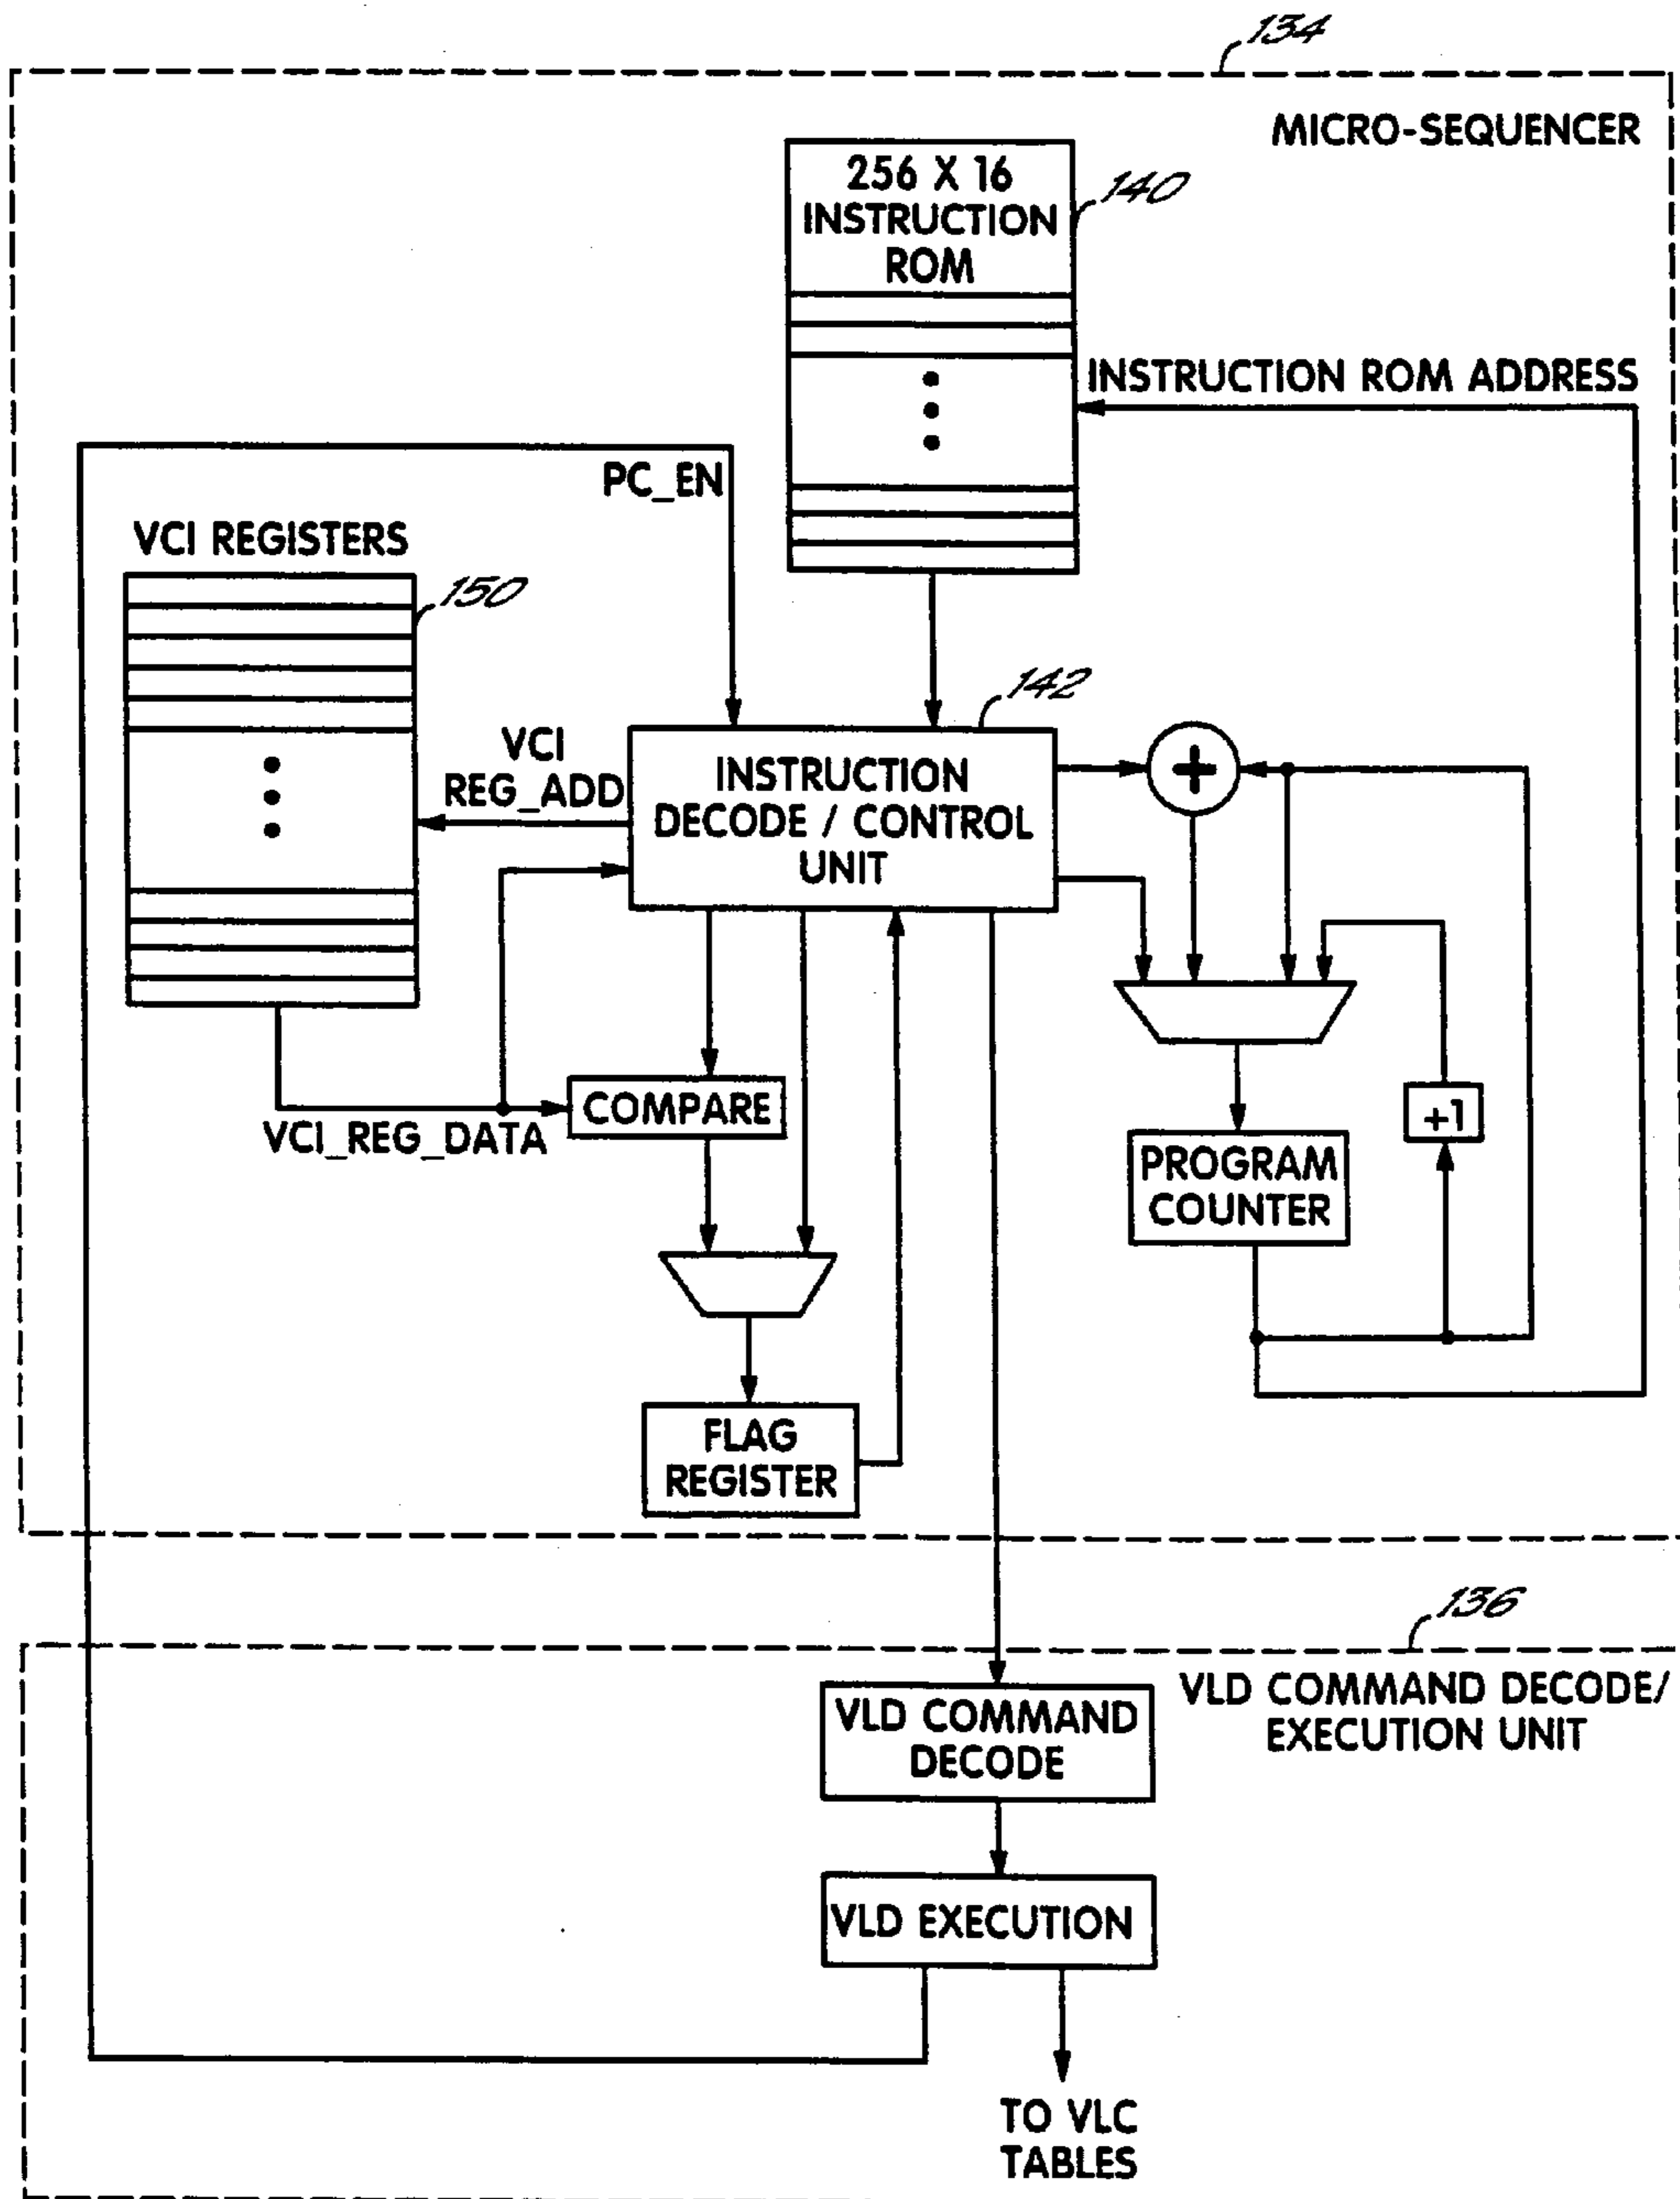 134
MICRO-SEQUENCER
256 X 16
INSTRUCTION
ROM
140
INSTRUCTION ROM ADDRESS
PC_EN
VCI REGISTERS
150
142
VCI
REG_ADD
INSTRUCTION
DECODE / CONTROL
UNIT
+
COMPARE
VCI_REG_DATA
+1
PROGRAM
COUNTER
FLAG
REGISTER
136
VLD COMMAND DECODE/
EXECUTION UNIT
VLD COMMAND
DECODE
VLD EXECUTION
TO VLC
TABLES